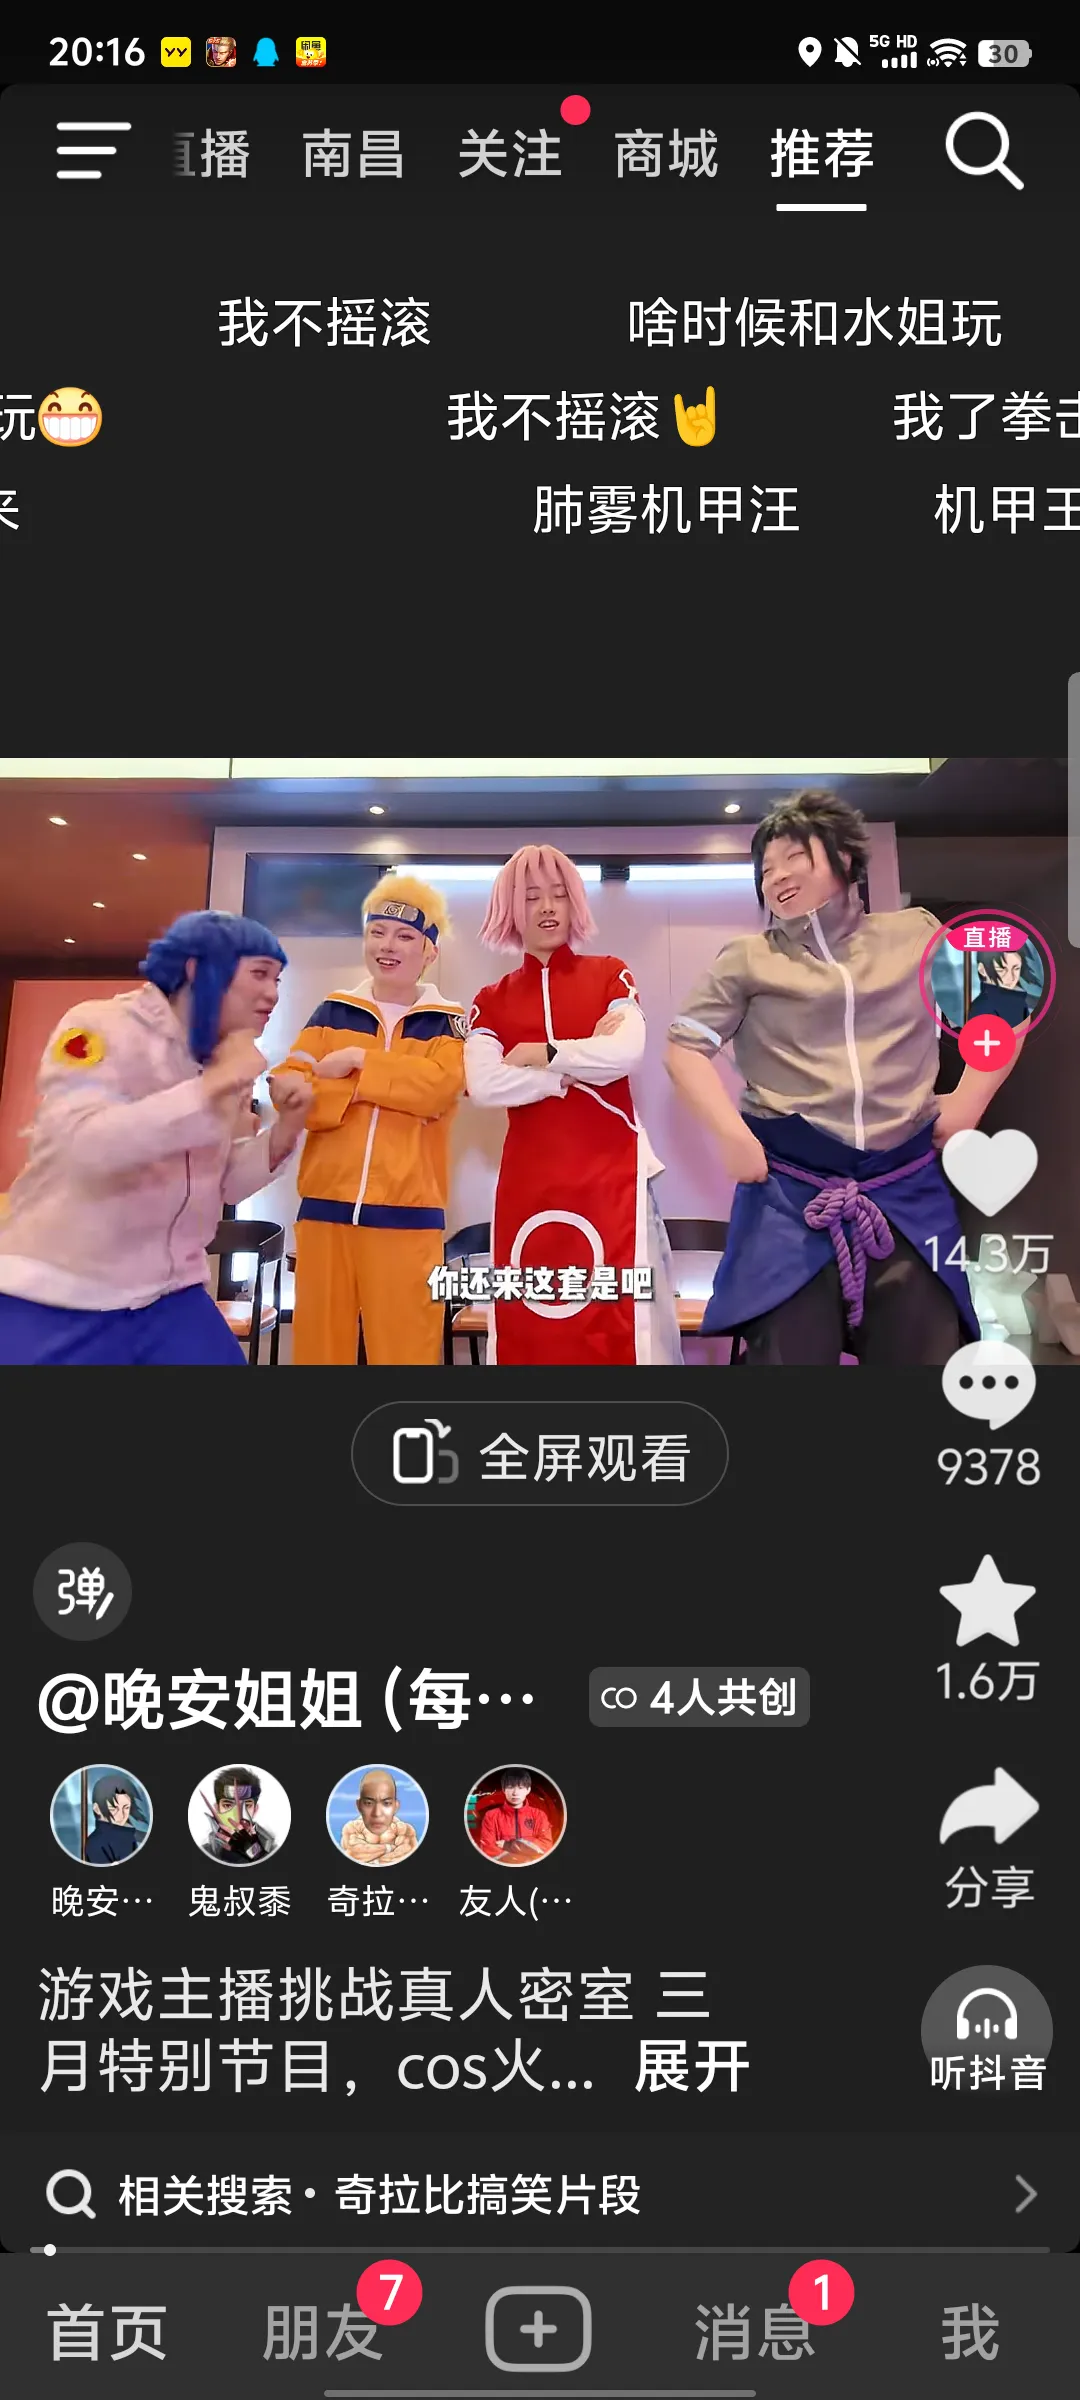 20:16
YY
5G HD
30
直播 南昌 关注 商城 推荐
我不摇滚 啥时候和水姐玩
玩😁 我不摇滚🤘 我了拳击
来 肺雾机甲汪 机甲王
直播
14.3万
你还来这套是吧
9378
全屏观看
弹
1.6万
@晚安姐姐 (每… 4人共创
晚安… 鬼叔黍 奇拉… 友人(…
分享
游戏主播挑战真人密室 三
月特别节目，cos火... 展开
听抖音
相关搜索 · 奇拉比搞笑片段
7 1
首页 朋友 消息 我